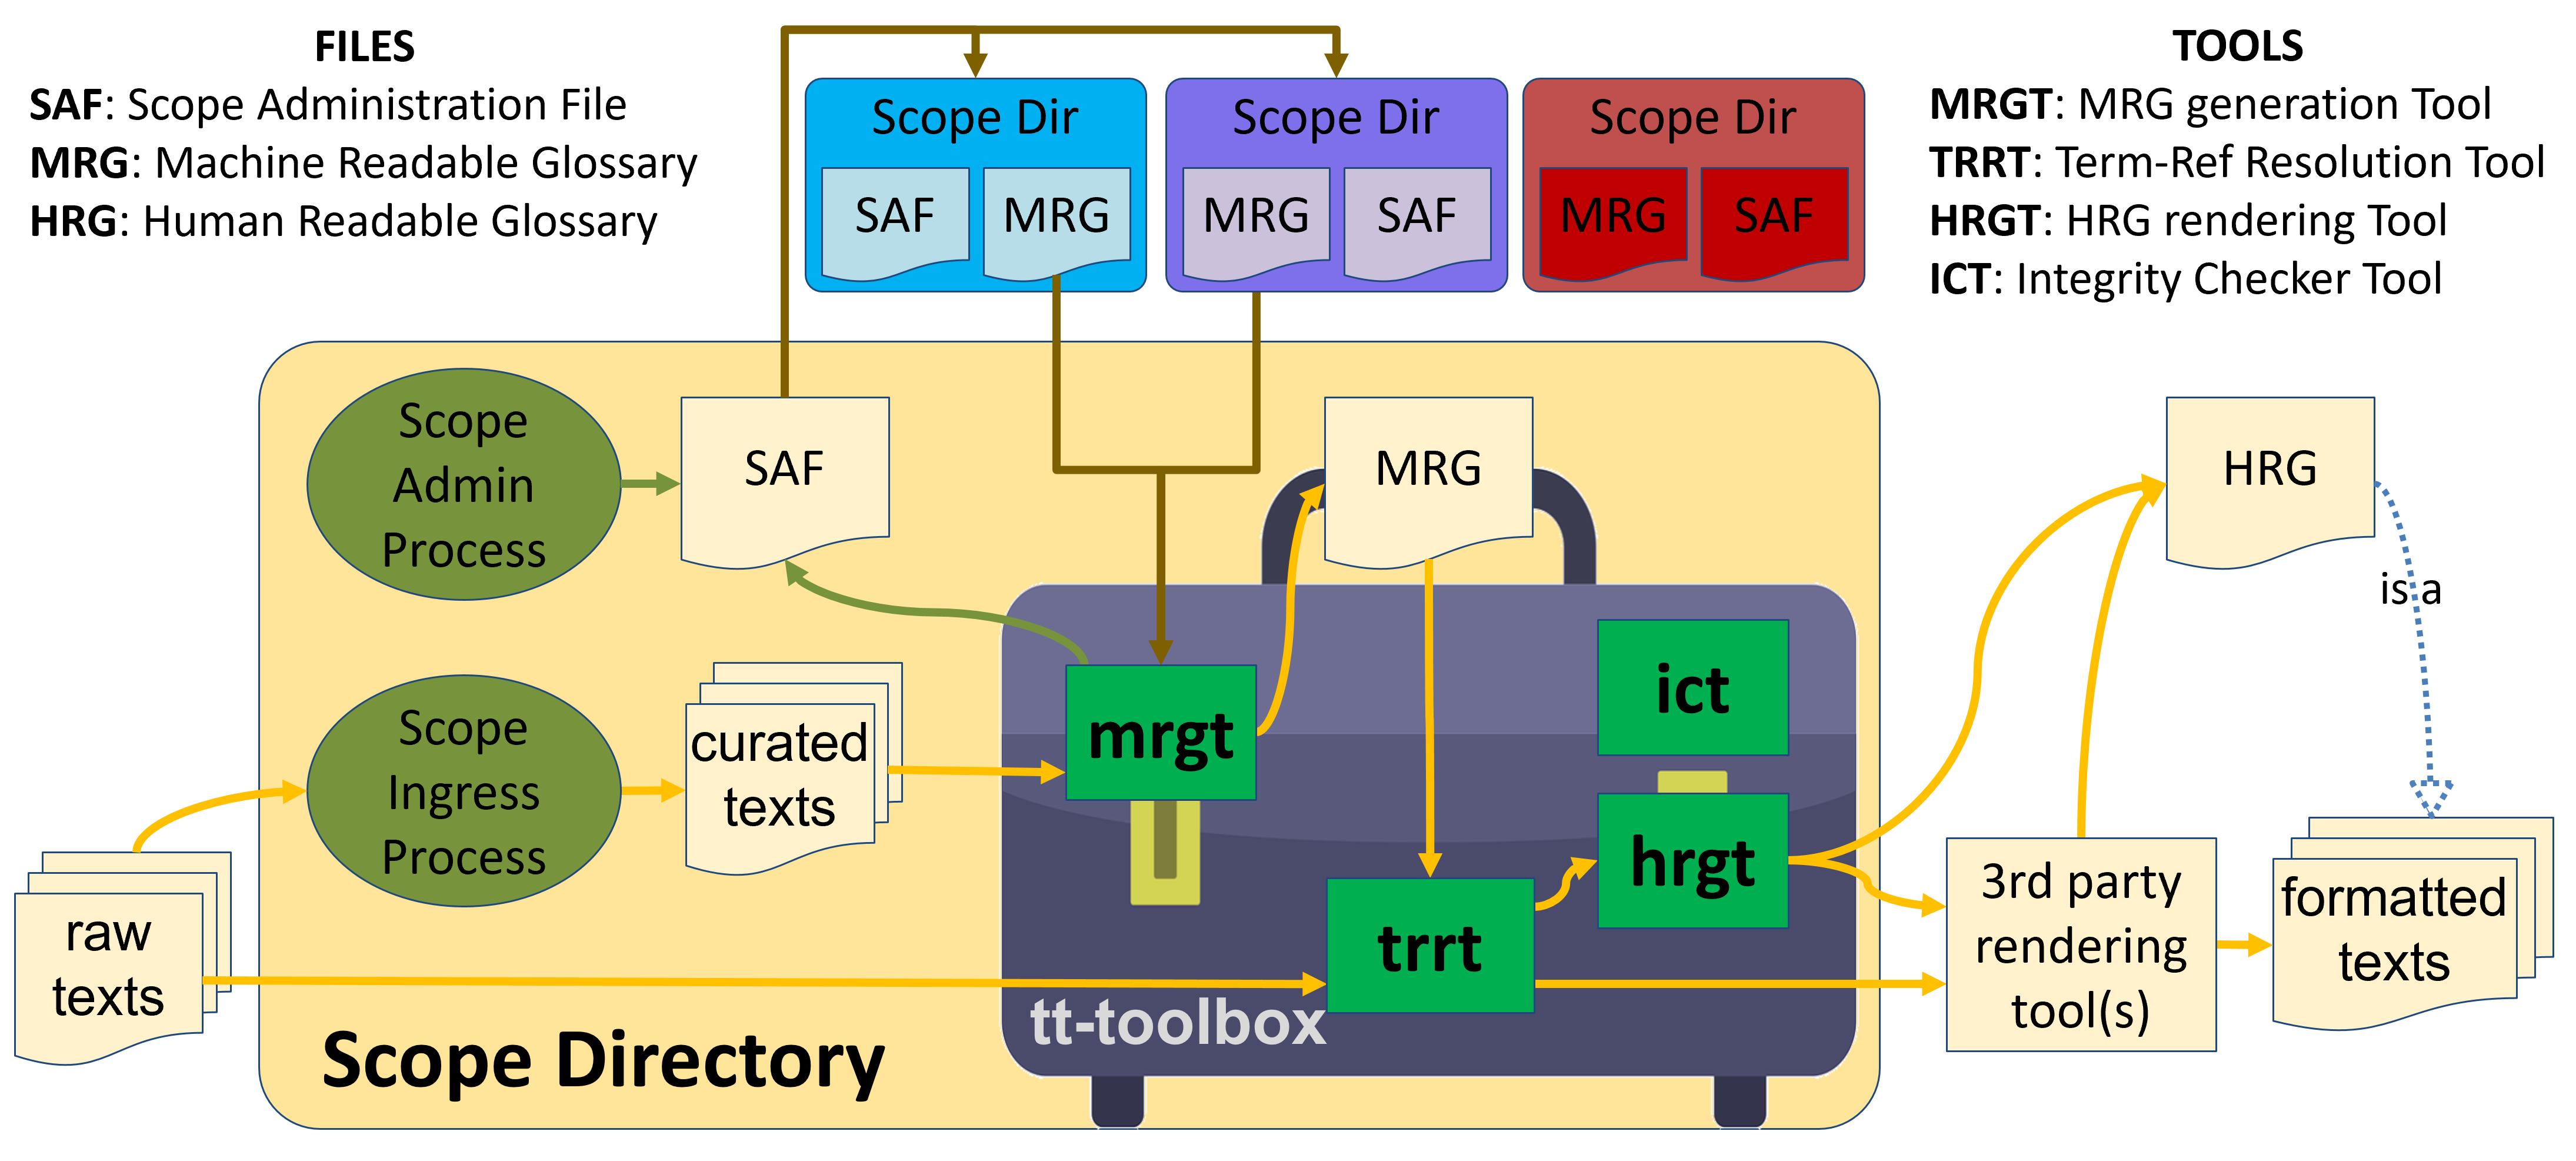 FILES
SAF: Scope Administration File
MRG: Machine Readable Glossary
HRG: Human Readable Glossary
Scope Dir
SAF
MRG
Scope Dir
MRG
SAF
Scope Dir
MRG
SAF
TOOLS
MRGT: MRG generation Tool
TRRT: Term-Ref Resolution Tool
HRGT: HRG rendering Tool
ICT: Integrity Checker Tool
Scope
Admin
Process
SAF
MRG
HRG
is a
Scope
Ingress
Process
curated
texts
mrgt
ict
hrgt
trrt
raw
texts
3rd party
rendering
tool(s)
formatted
texts
tt-toolbox
Scope Directory